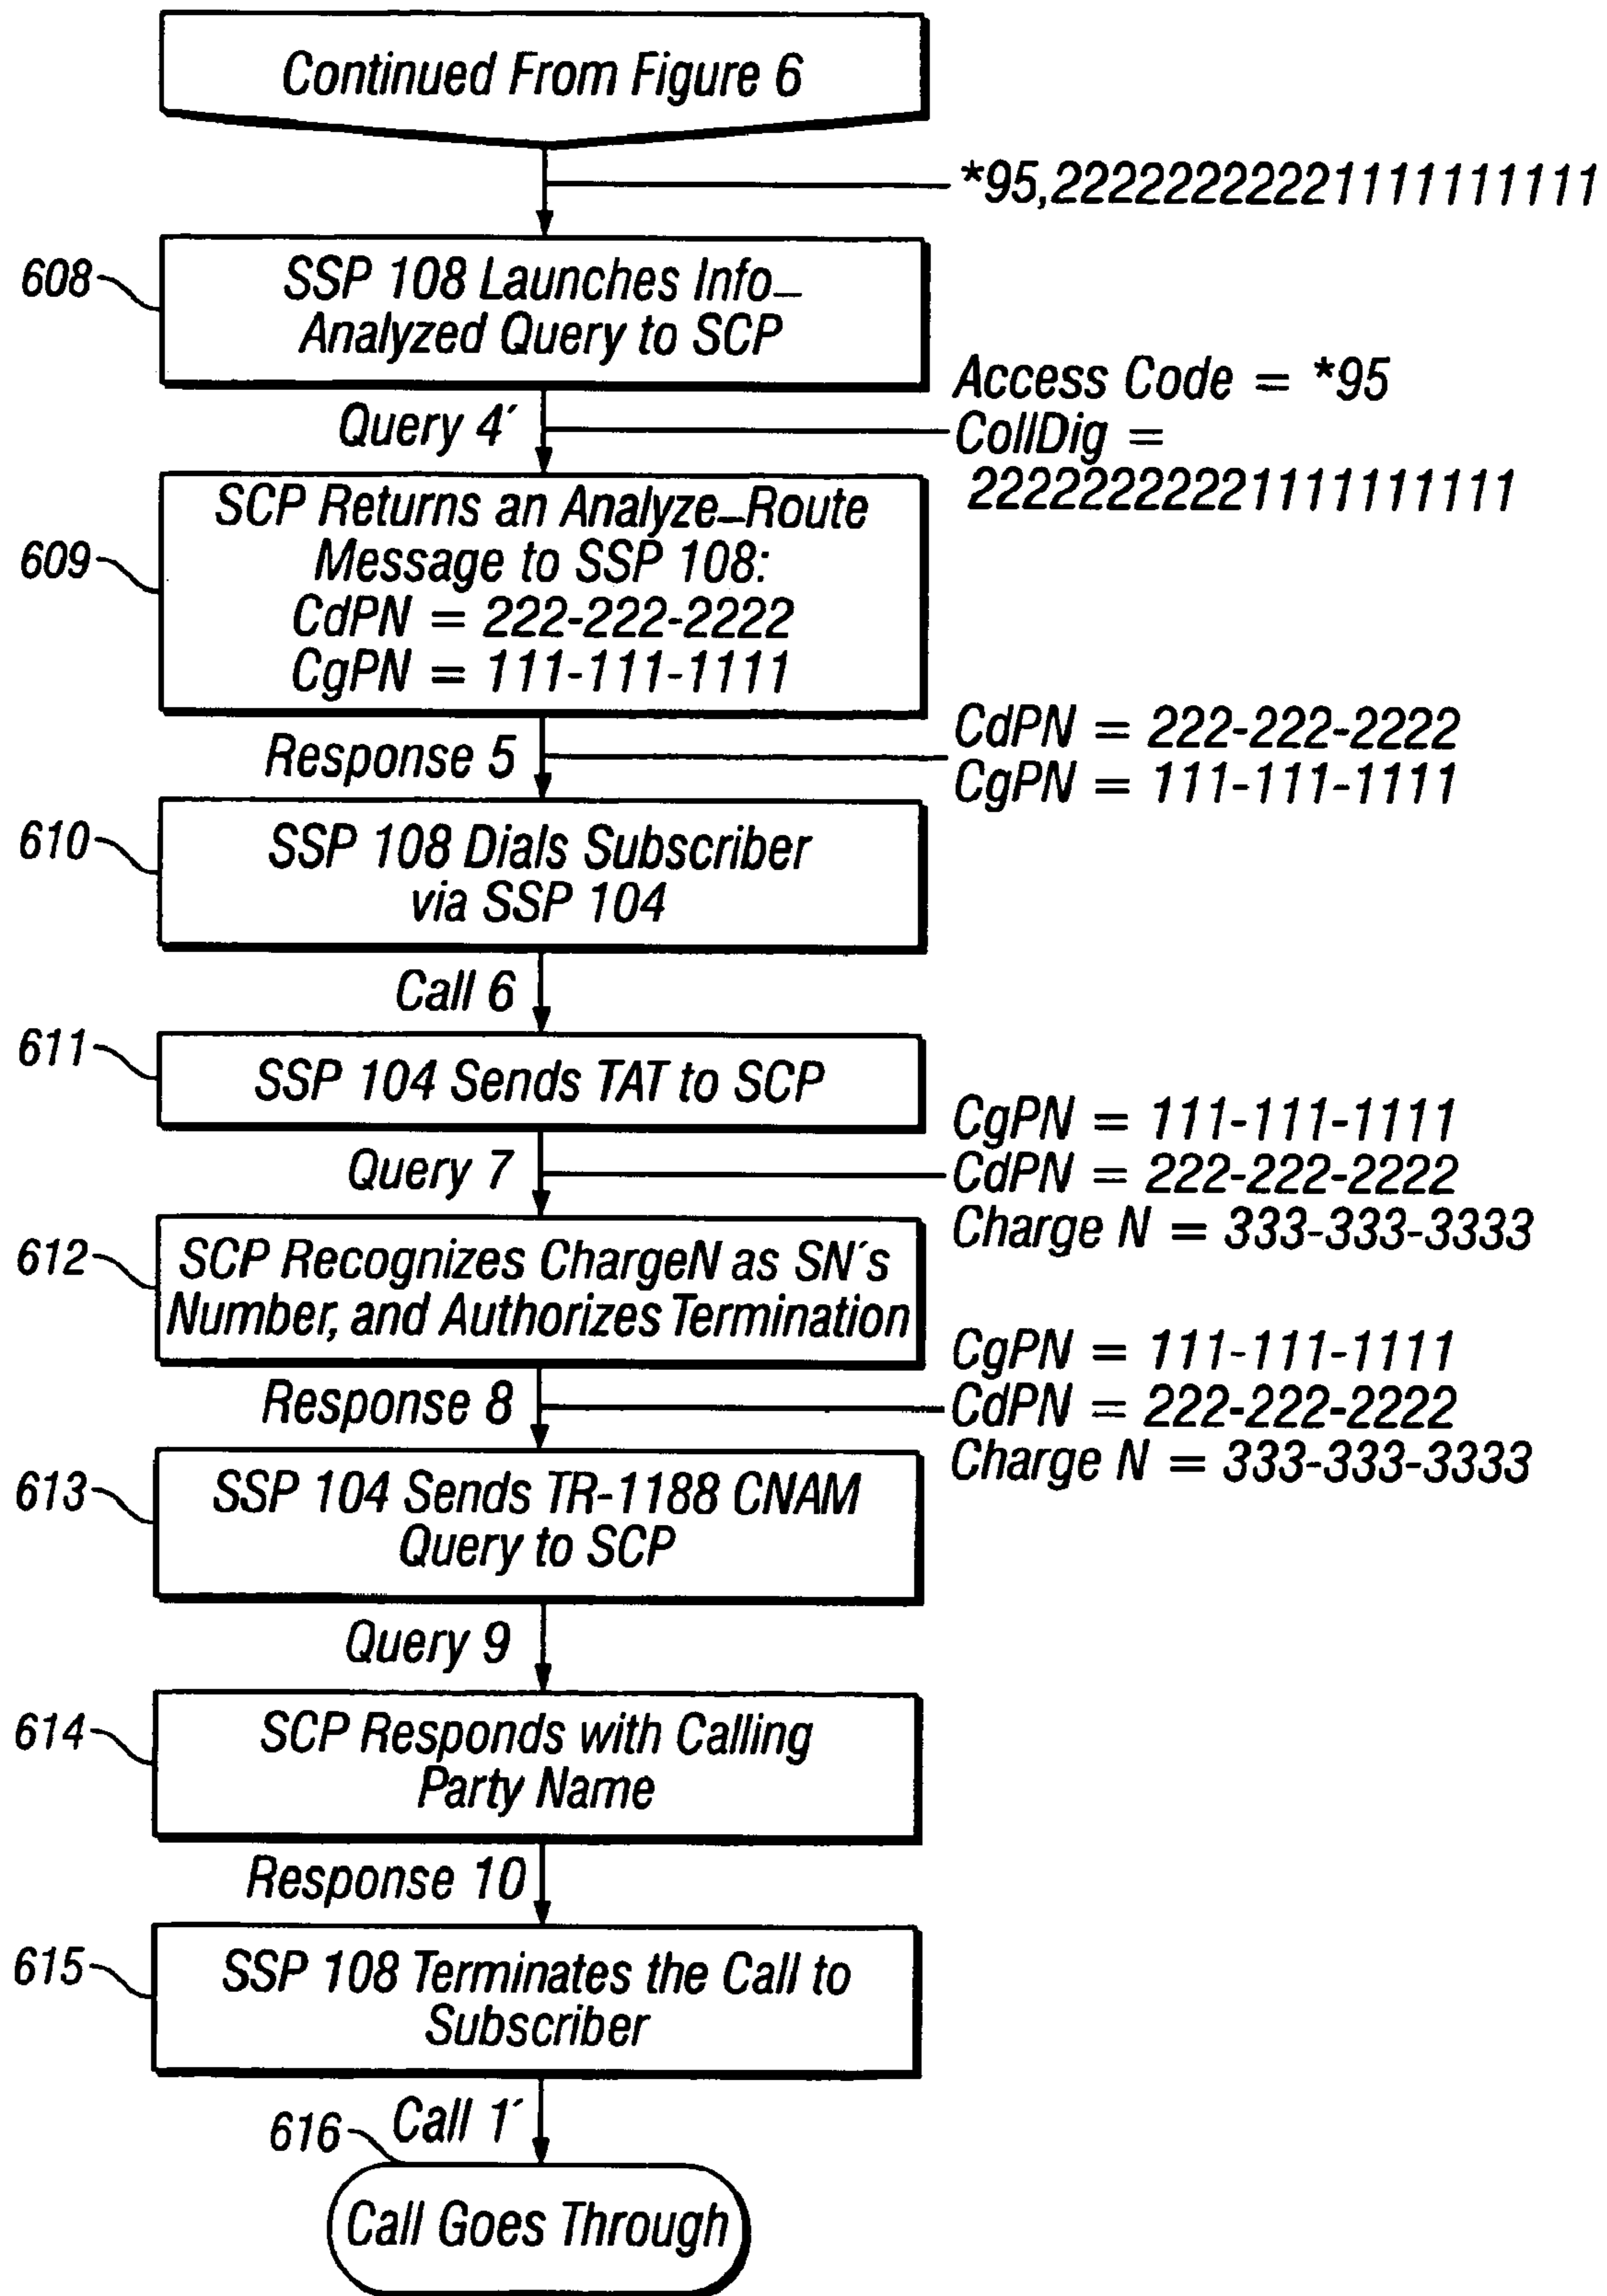 Continued From Figure 6
*95,22222222221111111111
608
SSP 108 Launches Info_
Analyzed Query to SCP
Query 4′
Access Code = *95
CollDig =
22222222221111111111
609
SCP Returns an Analyze_Route
Message to SSP 108:
CdPN = 222-222-2222
CgPN = 111-111-1111
Response 5
CdPN = 222-222-2222
CgPN = 111-111-1111
610
SSP 108 Dials Subscriber
via SSP 104
Call 6
611
SSP 104 Sends TAT to SCP
Query 7
CgPN = 111-111-1111
CdPN = 222-222-2222
Charge N = 333-333-3333
612
SCP Recognizes ChargeN as SN′s
Number, and Authorizes Termination
Response 8
CgPN = 111-111-1111
CdPN = 222-222-2222
Charge N = 333-333-3333
613
SSP 104 Sends TR-1188 CNAM
Query to SCP
Query 9
614
SCP Responds with Calling
Party Name
Response 10
615
SSP 108 Terminates the Call to
Subscriber
Call 1′
616
Call Goes Through